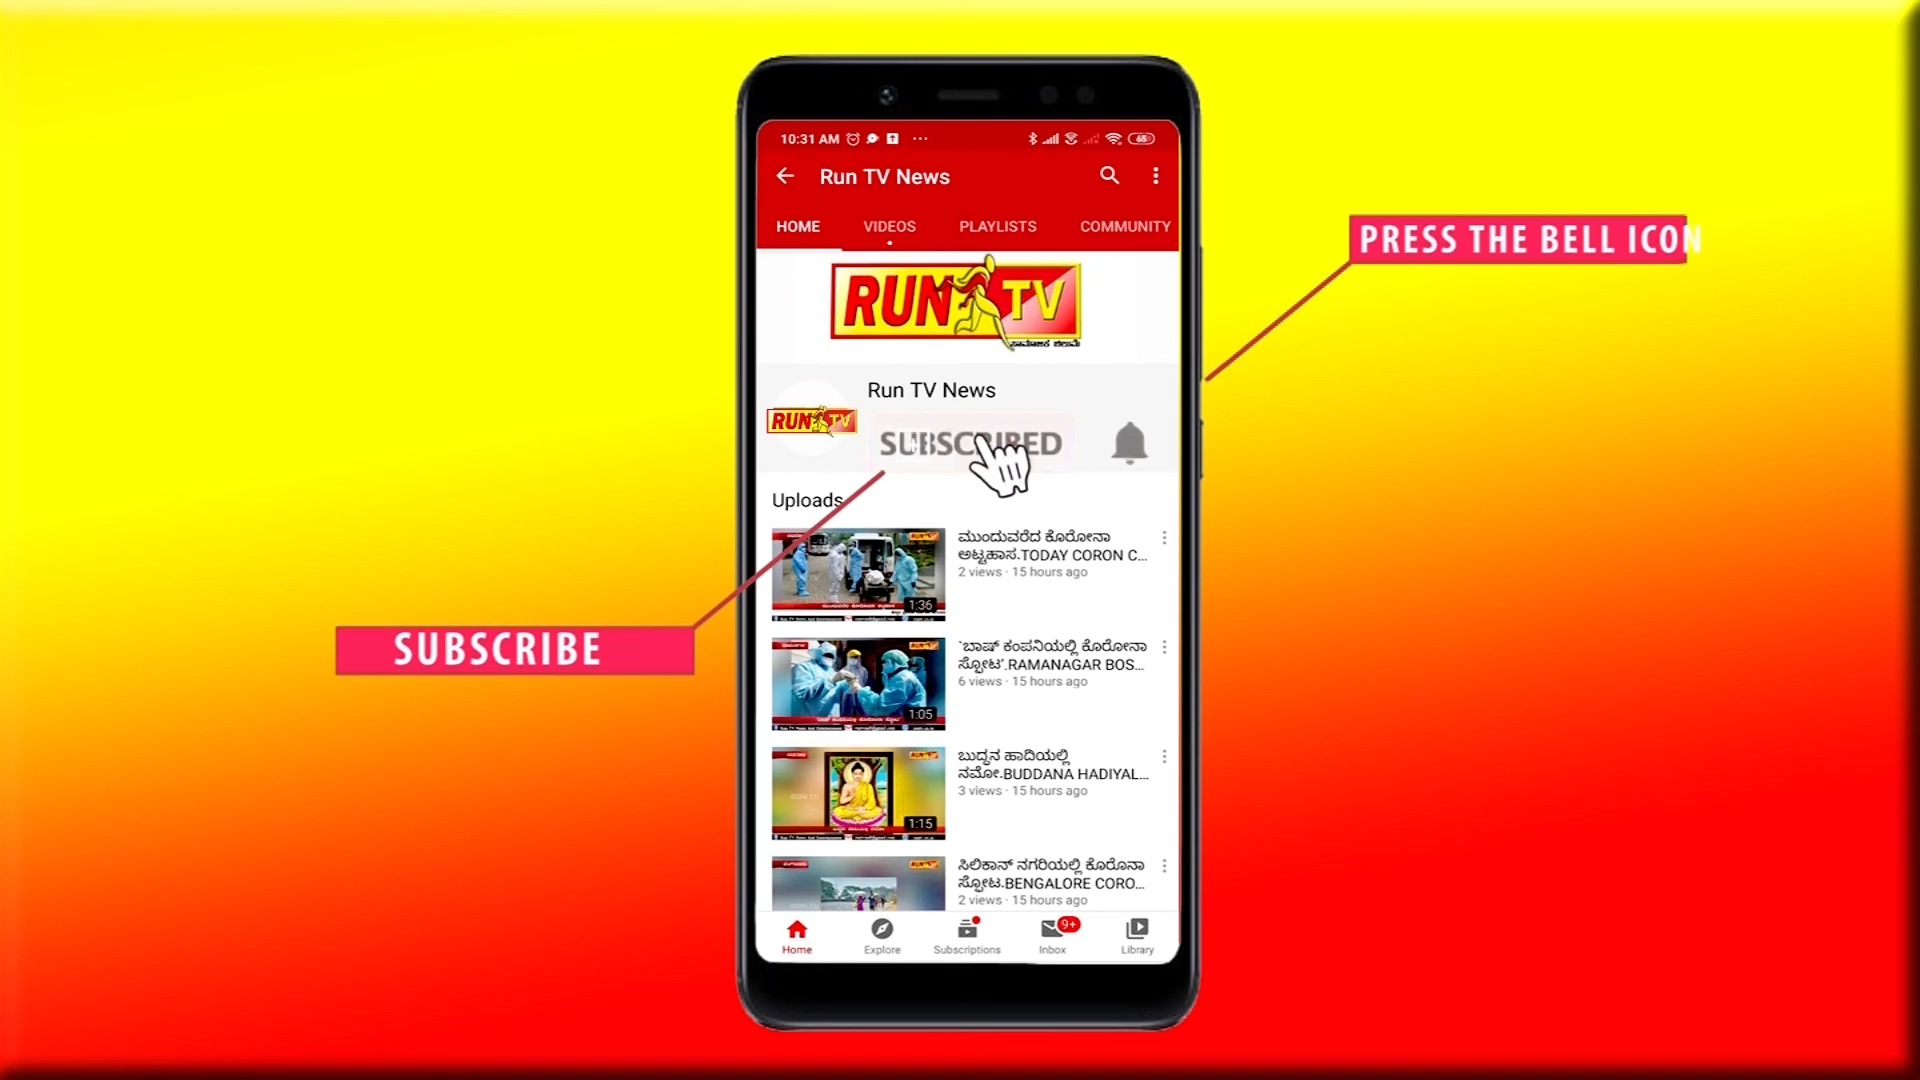 10:31 AM
65
Run TV News
HOME VIDEOS PLAYLISTS COMMUNITY
PRESS THE BELL ICON
RUN TV
ಸಾಮಾಜಿಕ ಚಿಲುಮೆ
Run TV News
RUN TV
SUBSCRIBED
Uploads
ಮುಂದುವರೆದ ಕೊರೋನಾ
ಅಟ್ಟಹಾಸ.TODAY CORON C...
2 views · 15 hours ago
1:36
SUBSCRIBE
`ಬಾಷ್ ಕಂಪನಿಯಲ್ಲಿ ಕೊರೋನಾ
ಸ್ಫೋಟ'.RAMANAGAR BOS...
6 views · 15 hours ago
1:05
ಬುದ್ಧನ ಹಾದಿಯಲ್ಲಿ
ನಮೋ.BUDDANA HADIYAL...
3 views · 15 hours ago
1:15
ಸಿಲಿಕಾನ್ ನಗರಿಯಲ್ಲಿ ಕೊರೊನಾ
ಸ್ಫೋಟ.BENGALORE CORO...
2 views · 15 hours ago
9+
Home Explore Subscriptions Inbox Library